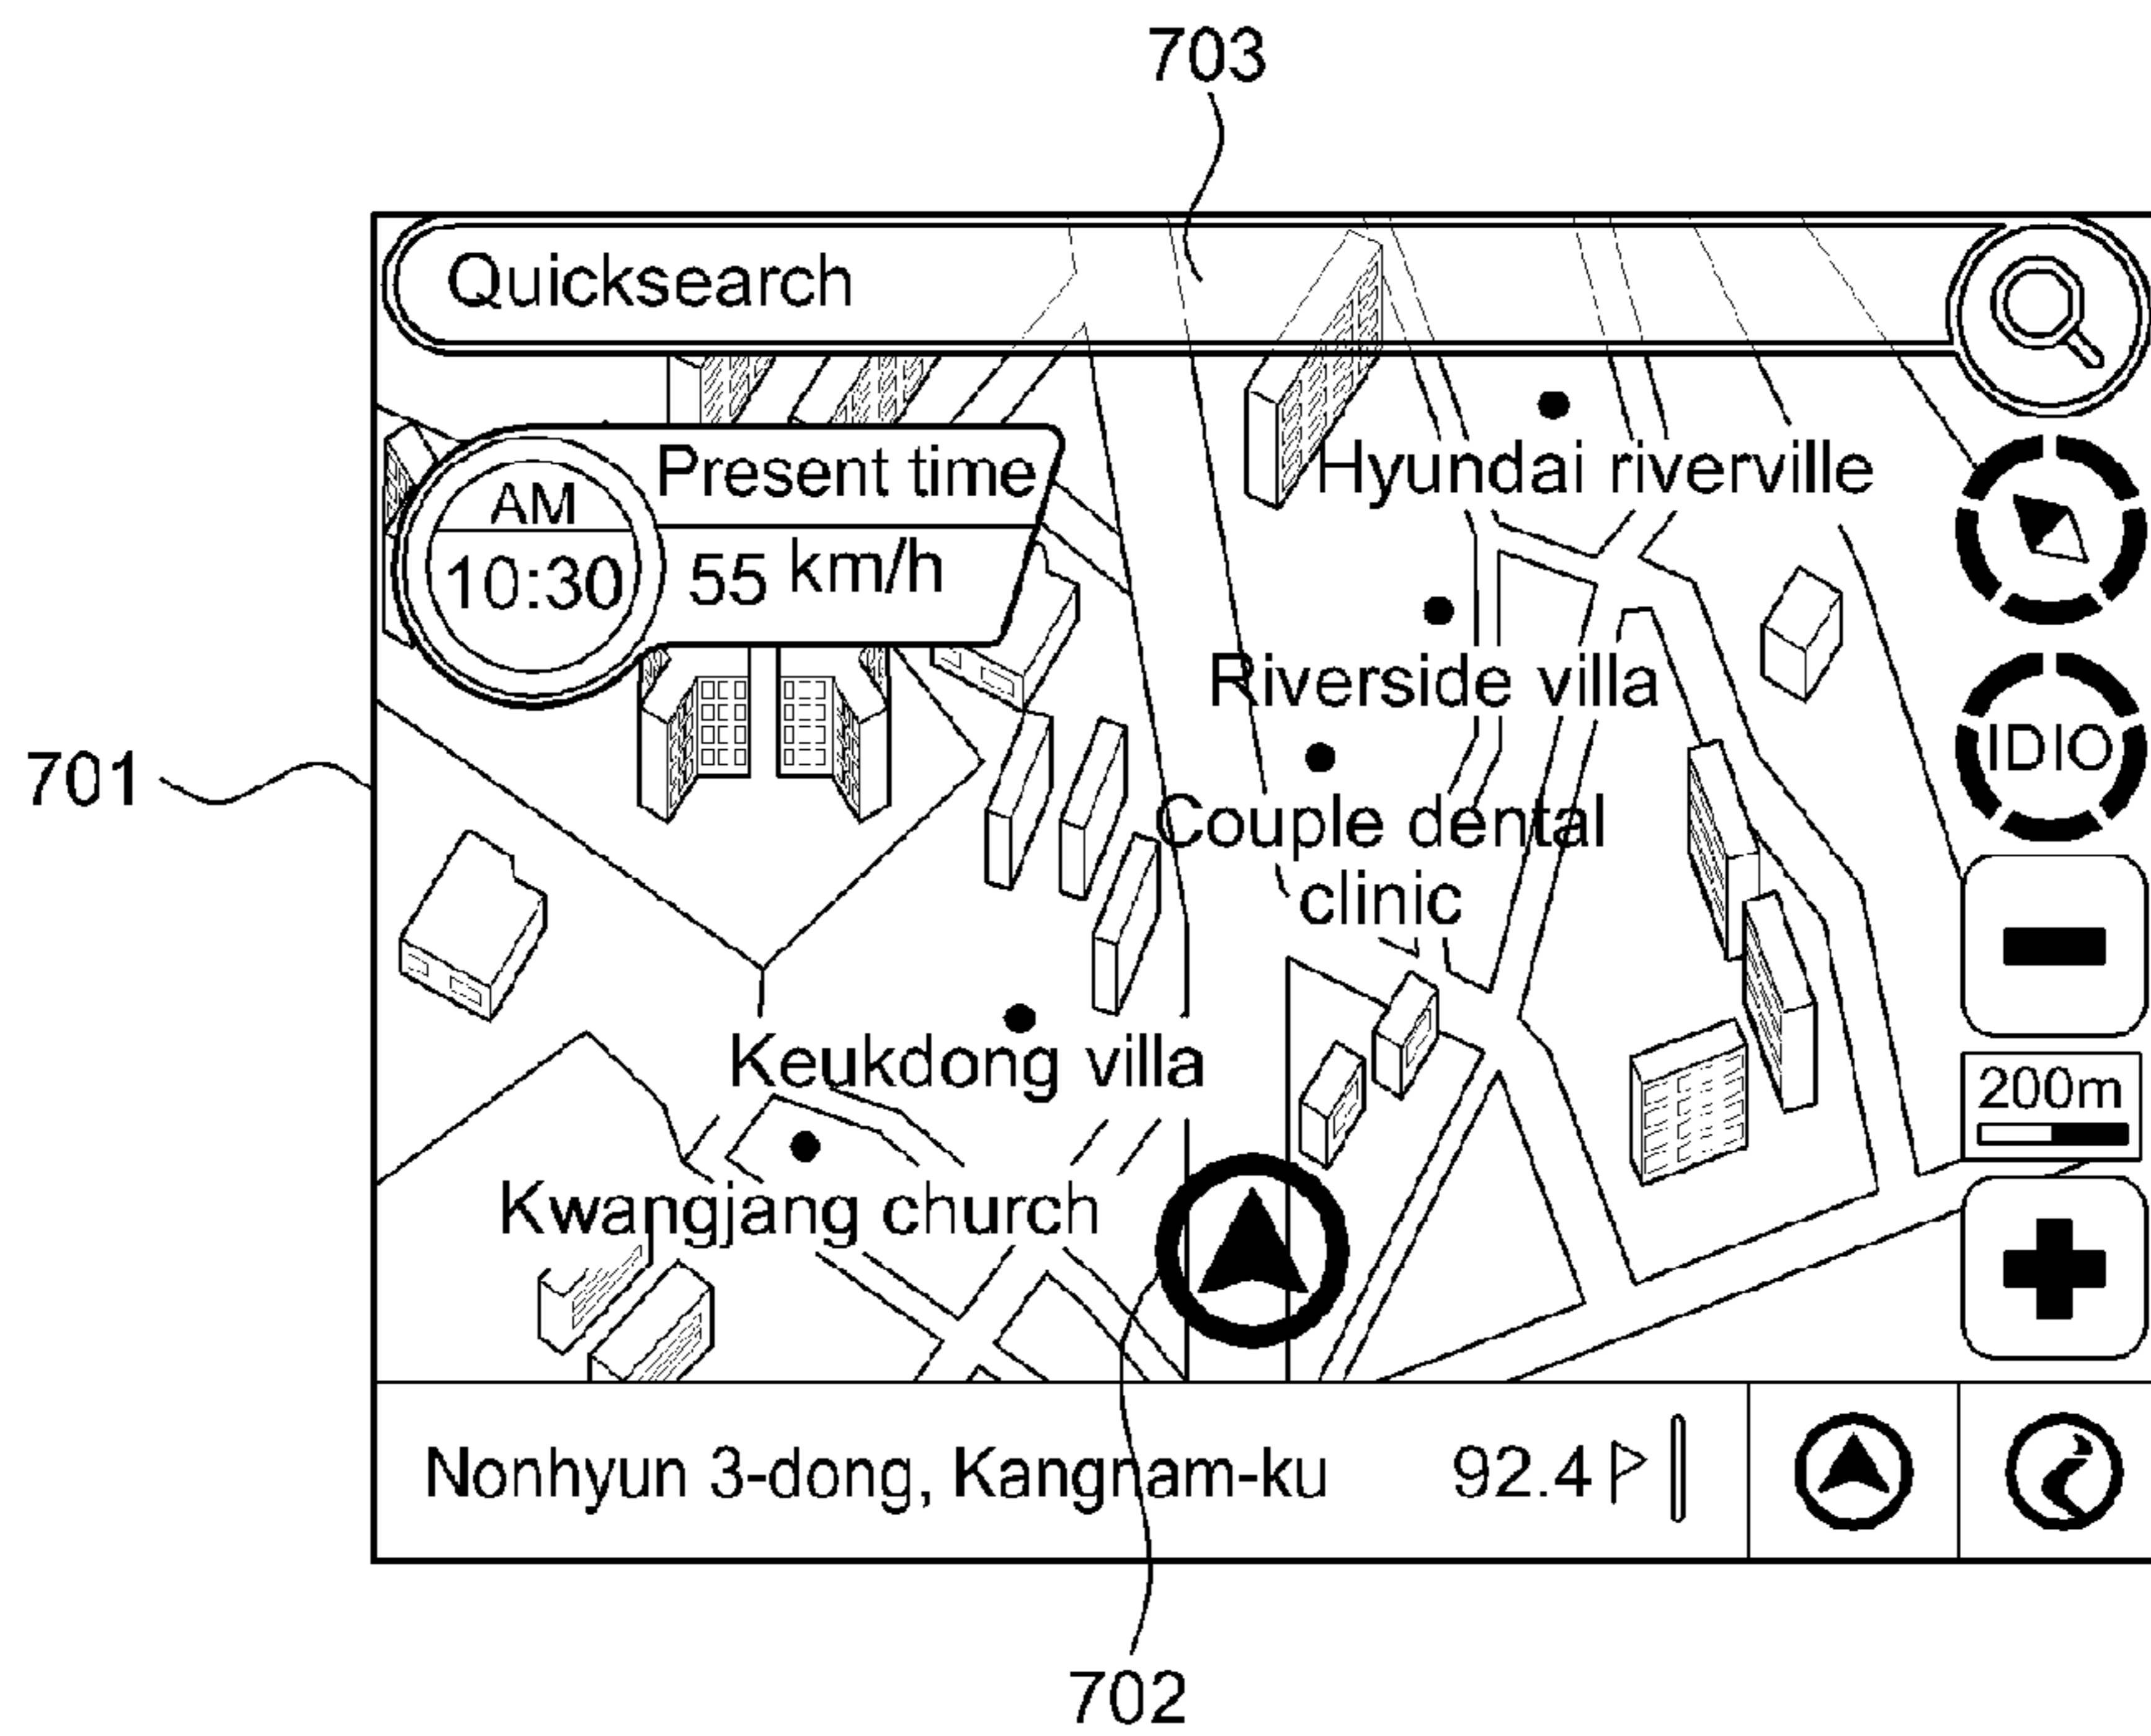 703
Quicksearch
Present time
AM
10:30
55 km/h
Hyundai riverville
Riverside villa
IDIO
701
Couple dental
clinic
Keukdong villa
200m
Kwangjang church
Nonhyun 3-dong, Kangnam-ku
92.4
702